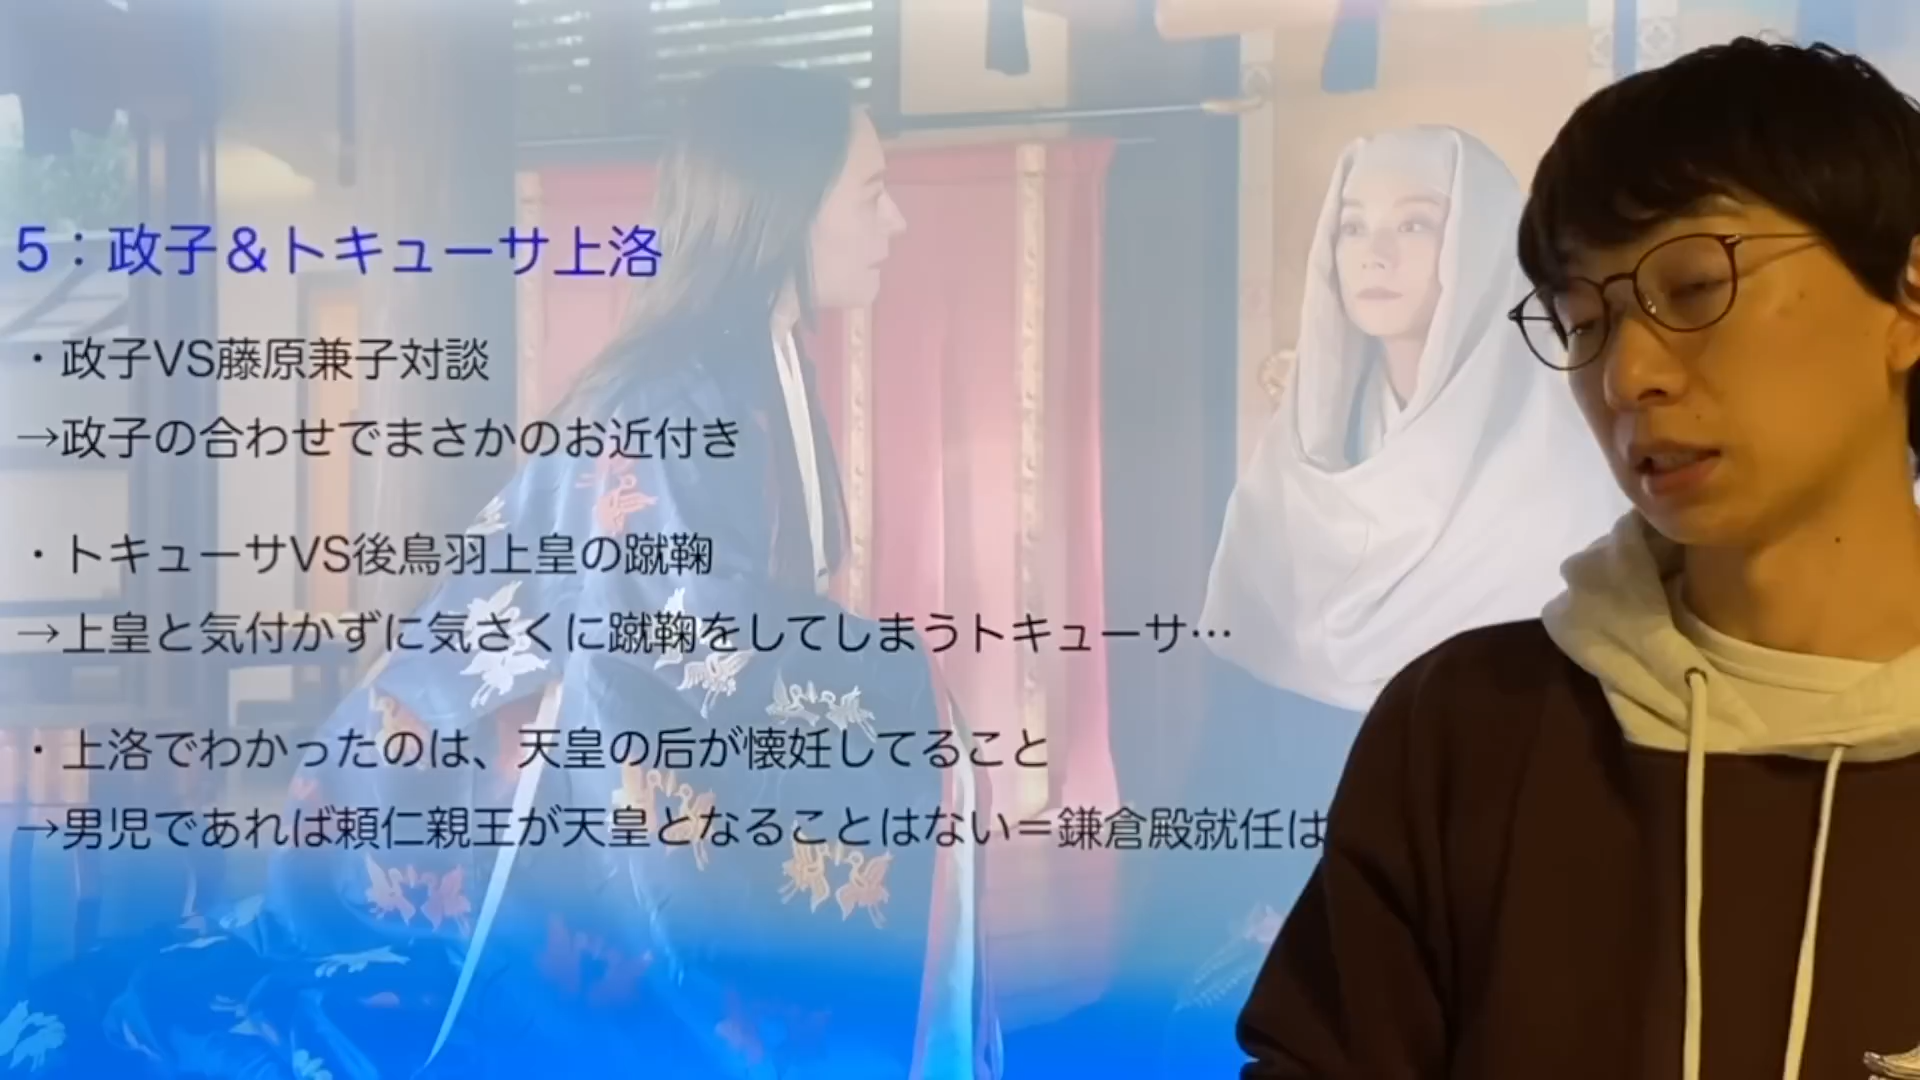 5：政子＆トキューサ上洛
・政子VS藤原兼子対談
→政子の合わせでまさかのお近付き
・トキューサVS後鳥羽上皇の蹴鞠
→上皇と気付かずに気さくに蹴鞠をしてしまうトキューサ…
・上洛でわかったのは、天皇の后が懐妊してること
→男児であれば頼仁親王が天皇となることはない＝鎌倉殿就任は